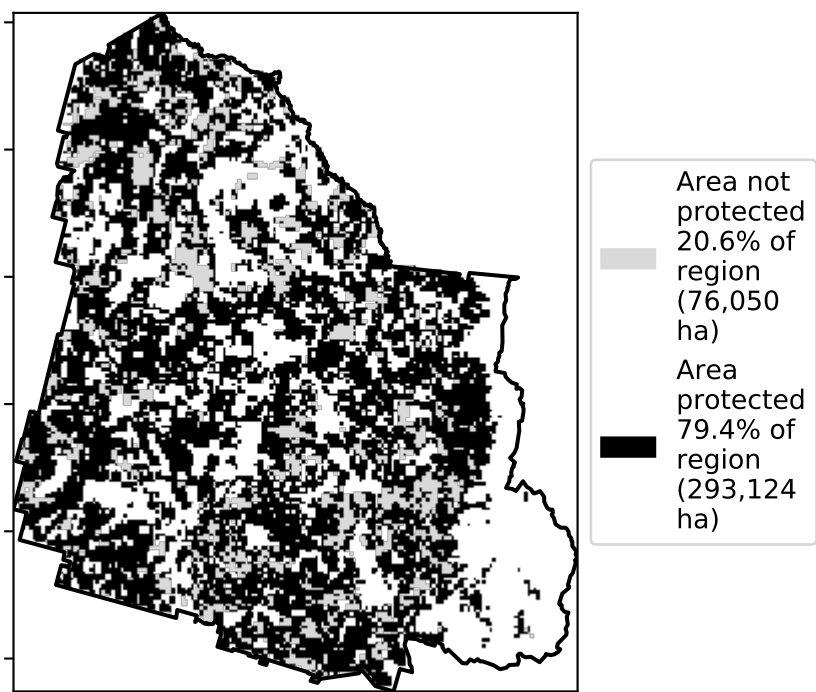 Area not
protected
20.6% of
region
(76,050
ha)
Area
protected
79.4% of
region
(293,124
ha)